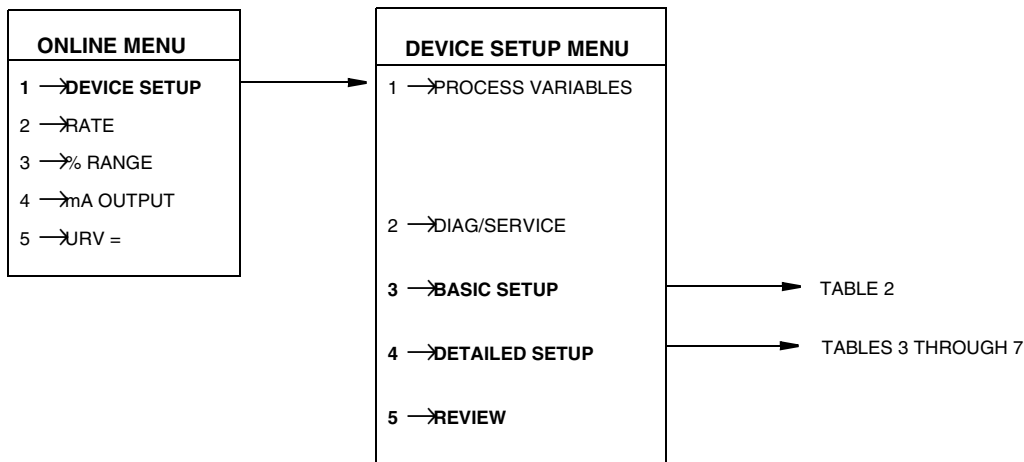 ONLINE MENU
1 →DEVICE SETUP
2 →RATE
3 →% RANGE
4 →mA OUTPUT
5 →URV =
DEVICE SETUP MENU
1 →PROCESS VARIABLES
2 →DIAG/SERVICE
3 →BASIC SETUP
4 →DETAILED SETUP
5 →REVIEW
TABLE 2
TABLES 3 THROUGH 7